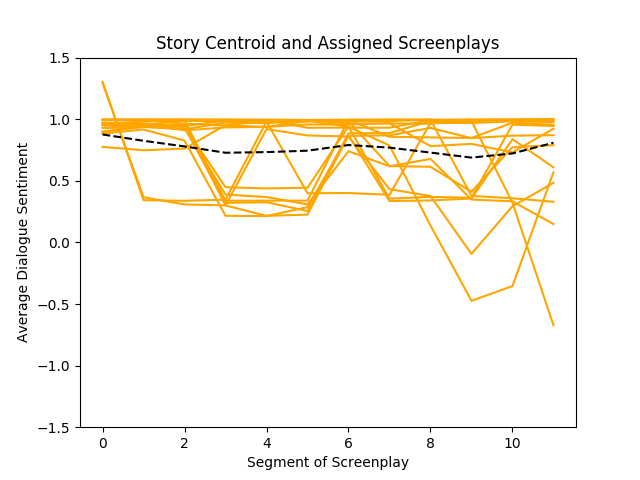 Story Centroid and Assigned Screenplays
1.5
1.0
0.5
0.0
−0.5
−1.0
−1.5
Average Dialogue Sentiment
0 2 4 6 8 10
Segment of Screenplay